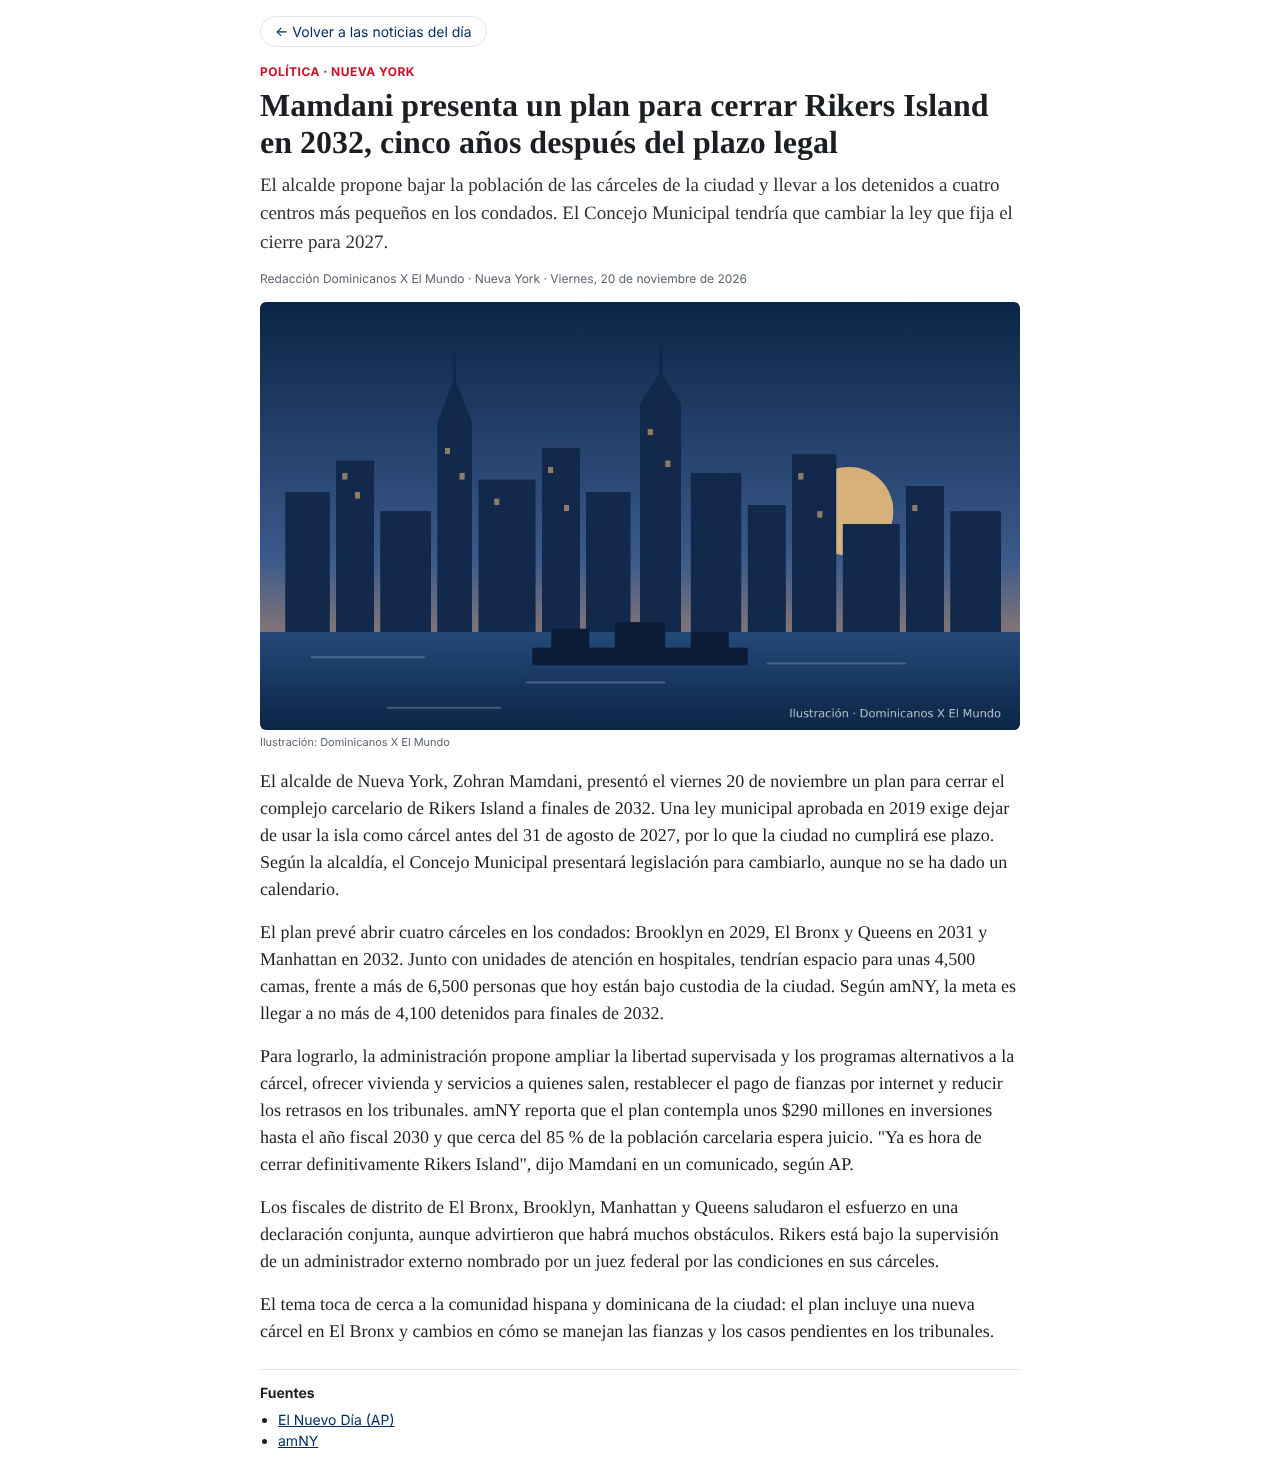 ← Volver a las noticias del día
POLÍTICA · NUEVA YORK
Mamdani presenta un plan para cerrar Rikers Island
en 2032, cinco años después del plazo legal
El alcalde propone bajar la población de las cárceles de la ciudad y llevar a los detenidos a cuatro
centros más pequeños en los condados. El Concejo Municipal tendría que cambiar la ley que fija el
cierre para 2027.
Redacción Dominicanos X El Mundo · Nueva York · Viernes, 20 de noviembre de 2026
Ilustración · Dominicanos X El Mundo
Ilustración: Dominicanos X El Mundo
El alcalde de Nueva York, Zohran Mamdani, presentó el viernes 20 de noviembre un plan para cerrar el
complejo carcelario de Rikers Island a finales de 2032. Una ley municipal aprobada en 2019 exige dejar
de usar la isla como cárcel antes del 31 de agosto de 2027, por lo que la ciudad no cumplirá ese plazo.
Según la alcaldía, el Concejo Municipal presentará legislación para cambiarlo, aunque no se ha dado un
calendario.
El plan prevé abrir cuatro cárceles en los condados: Brooklyn en 2029, El Bronx y Queens en 2031 y
Manhattan en 2032. Junto con unidades de atención en hospitales, tendrían espacio para unas 4,500
camas, frente a más de 6,500 personas que hoy están bajo custodia de la ciudad. Según amNY, la meta es
llegar a no más de 4,100 detenidos para finales de 2032.
Para lograrlo, la administración propone ampliar la libertad supervisada y los programas alternativos a la
cárcel, ofrecer vivienda y servicios a quienes salen, restablecer el pago de fianzas por internet y reducir
los retrasos en los tribunales. amNY reporta que el plan contempla unos $290 millones en inversiones
hasta el año fiscal 2030 y que cerca del 85 % de la población carcelaria espera juicio. "Ya es hora de
cerrar definitivamente Rikers Island", dijo Mamdani en un comunicado, según AP.
Los fiscales de distrito de El Bronx, Brooklyn, Manhattan y Queens saludaron el esfuerzo en una
declaración conjunta, aunque advirtieron que habrá muchos obstáculos. Rikers está bajo la supervisión
de un administrador externo nombrado por un juez federal por las condiciones en sus cárceles.
El tema toca de cerca a la comunidad hispana y dominicana de la ciudad: el plan incluye una nueva
cárcel en El Bronx y cambios en cómo se manejan las fianzas y los casos pendientes en los tribunales.
Fuentes
• El Nuevo Día (AP)
• amNY